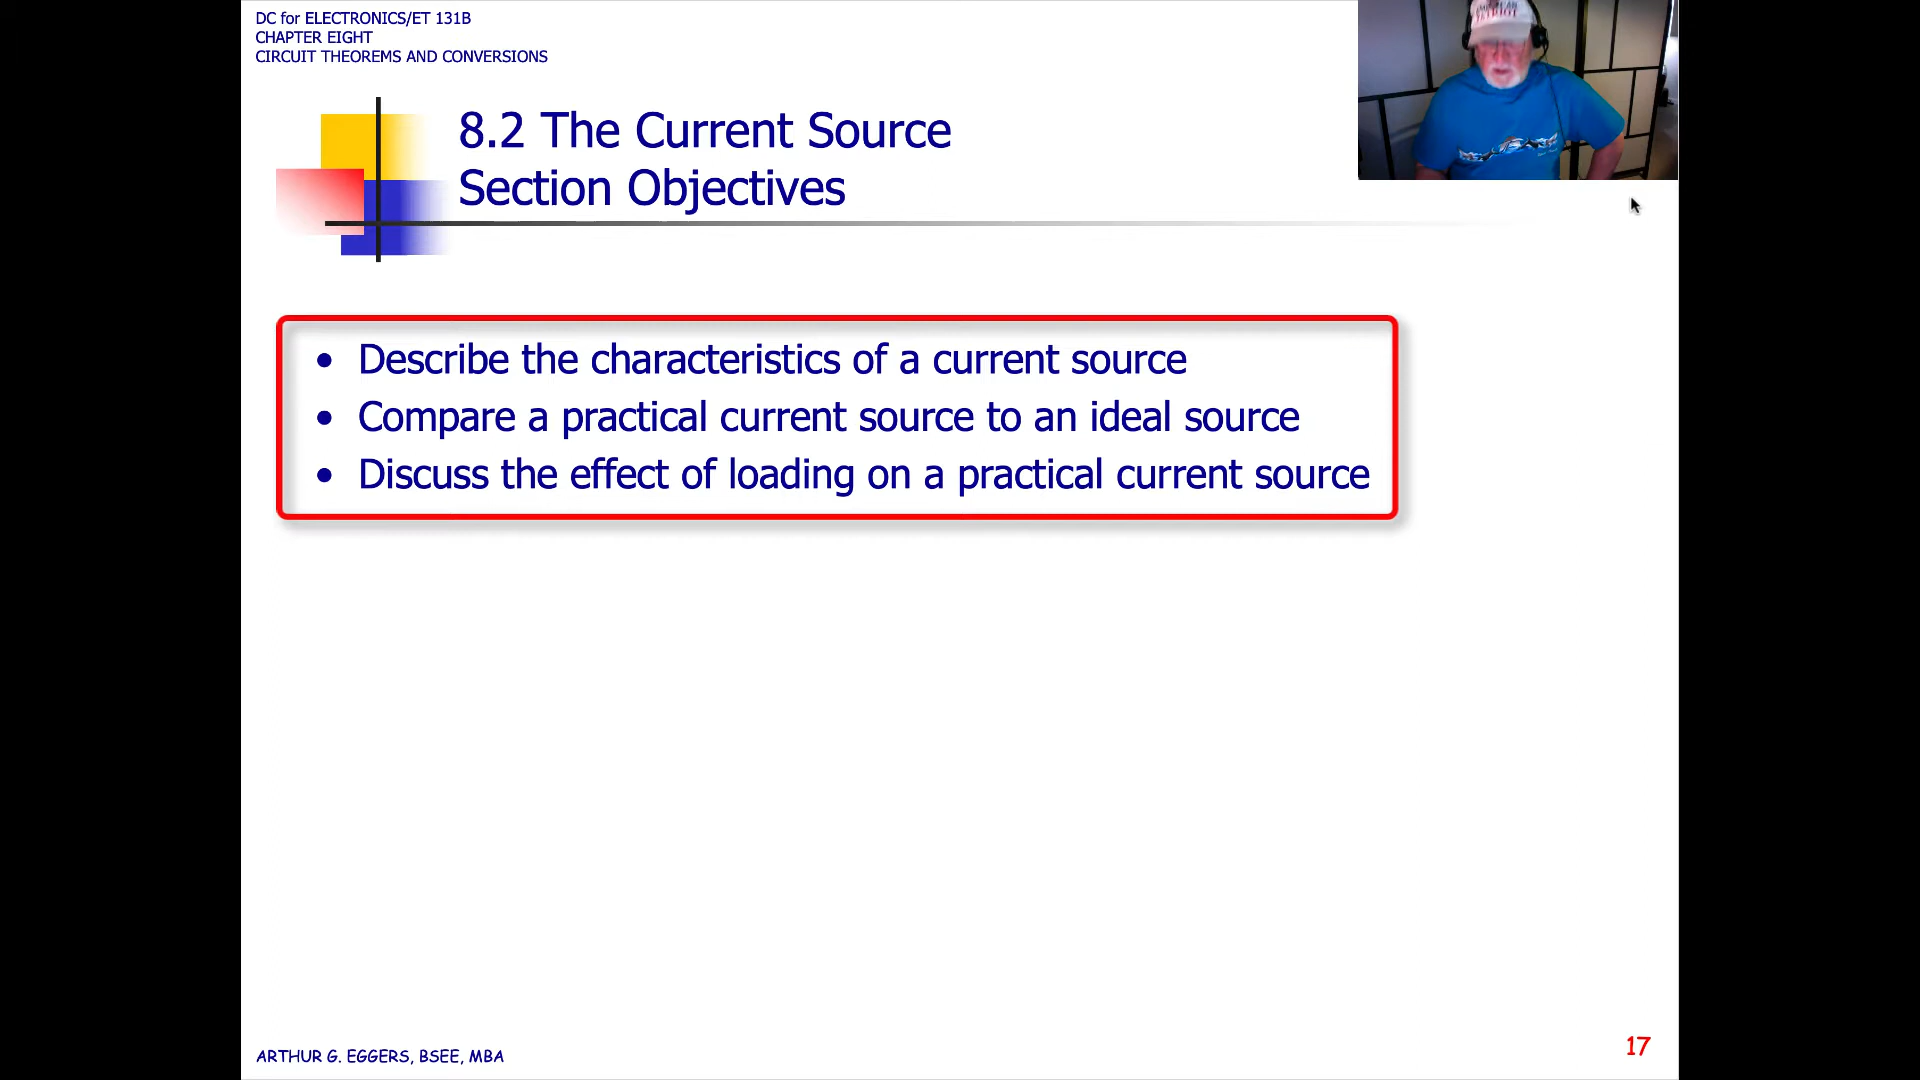 DC for ELECTRONICS/ET 131B
CHAPTER EIGHT
CIRCUIT THEOREMS AND CONVERSIONS
8.2 The Current Source
Section Objectives
• Describe the characteristics of a current source
• Compare a practical current source to an ideal source
• Discuss the effect of loading on a practical current source
ARTHUR G. EGGERS, BSEE, MBA
17